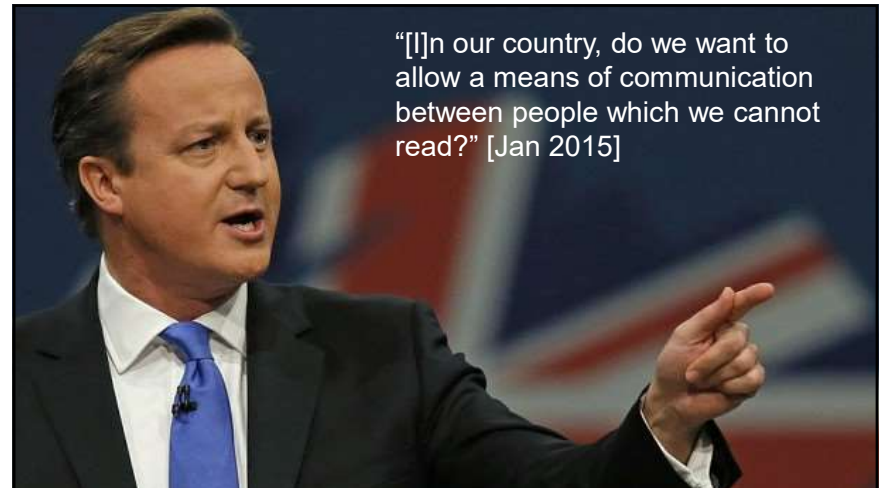 “[I]n our country, do we want to
allow a means of communication
between people which we cannot
read?” [Jan 2015]